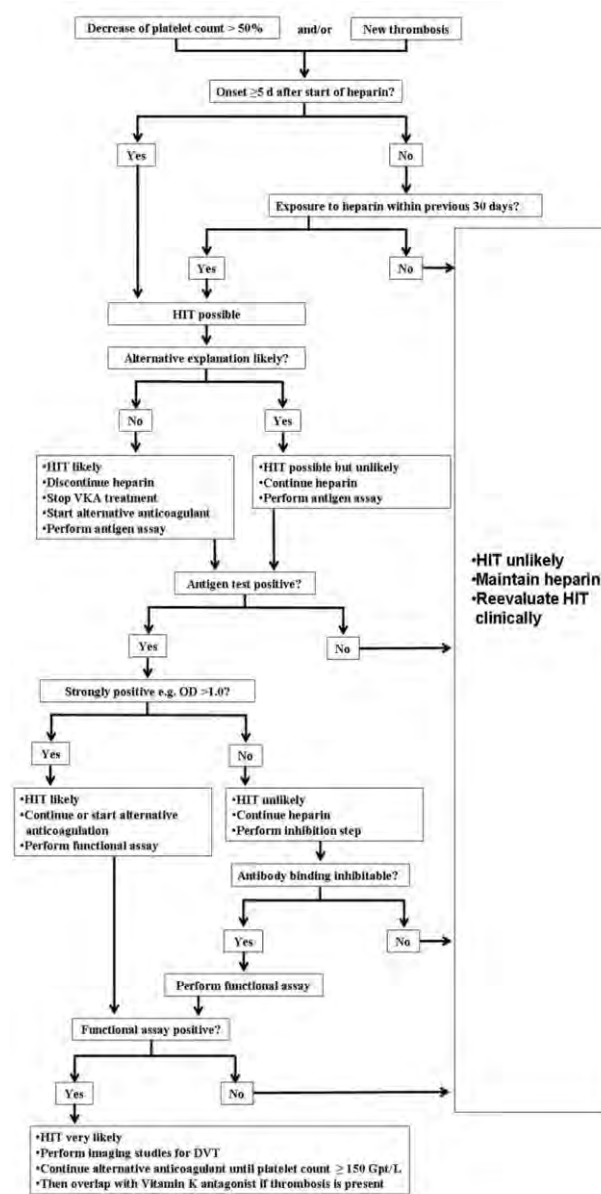 Decrease of platelet count > 50%
and/or
New thrombosis
Onset ≥5 d after start of heparin?
Yes
No
Exposure to heparin within previous 30 days?
Yes
No
HIT possible
Alternative explanation likely?
No
Yes
•HIT likely
•Discontinue heparin
•Stop VKA treatment
•Start alternative anticoagulant
•Perform antigen assay
•HIT possible but unlikely
•Continue heparin
•Perform antigen assay
•HIT unlikely
•Maintain heparin
•Reevaluate HIT
clinically
Antigen test positive?
Yes
No
Strongly positive e.g. OD >1.0?
Yes
No
•HIT likely
•Continue or start alternative
anticoagulation
•Perform functional assay
•HIT unlikely
•Continue heparin
•Perform inhibition step
Antibody binding inhibitable?
Yes
No
Perform functional assay
Functional assay positive?
Yes
No
•HIT very likely
•Perform imaging studies for DVT
•Continue alternative anticoagulant until platelet count ≥ 150 Gpt/L
•Then overlap with Vitamin K antagonist if thrombosis is present